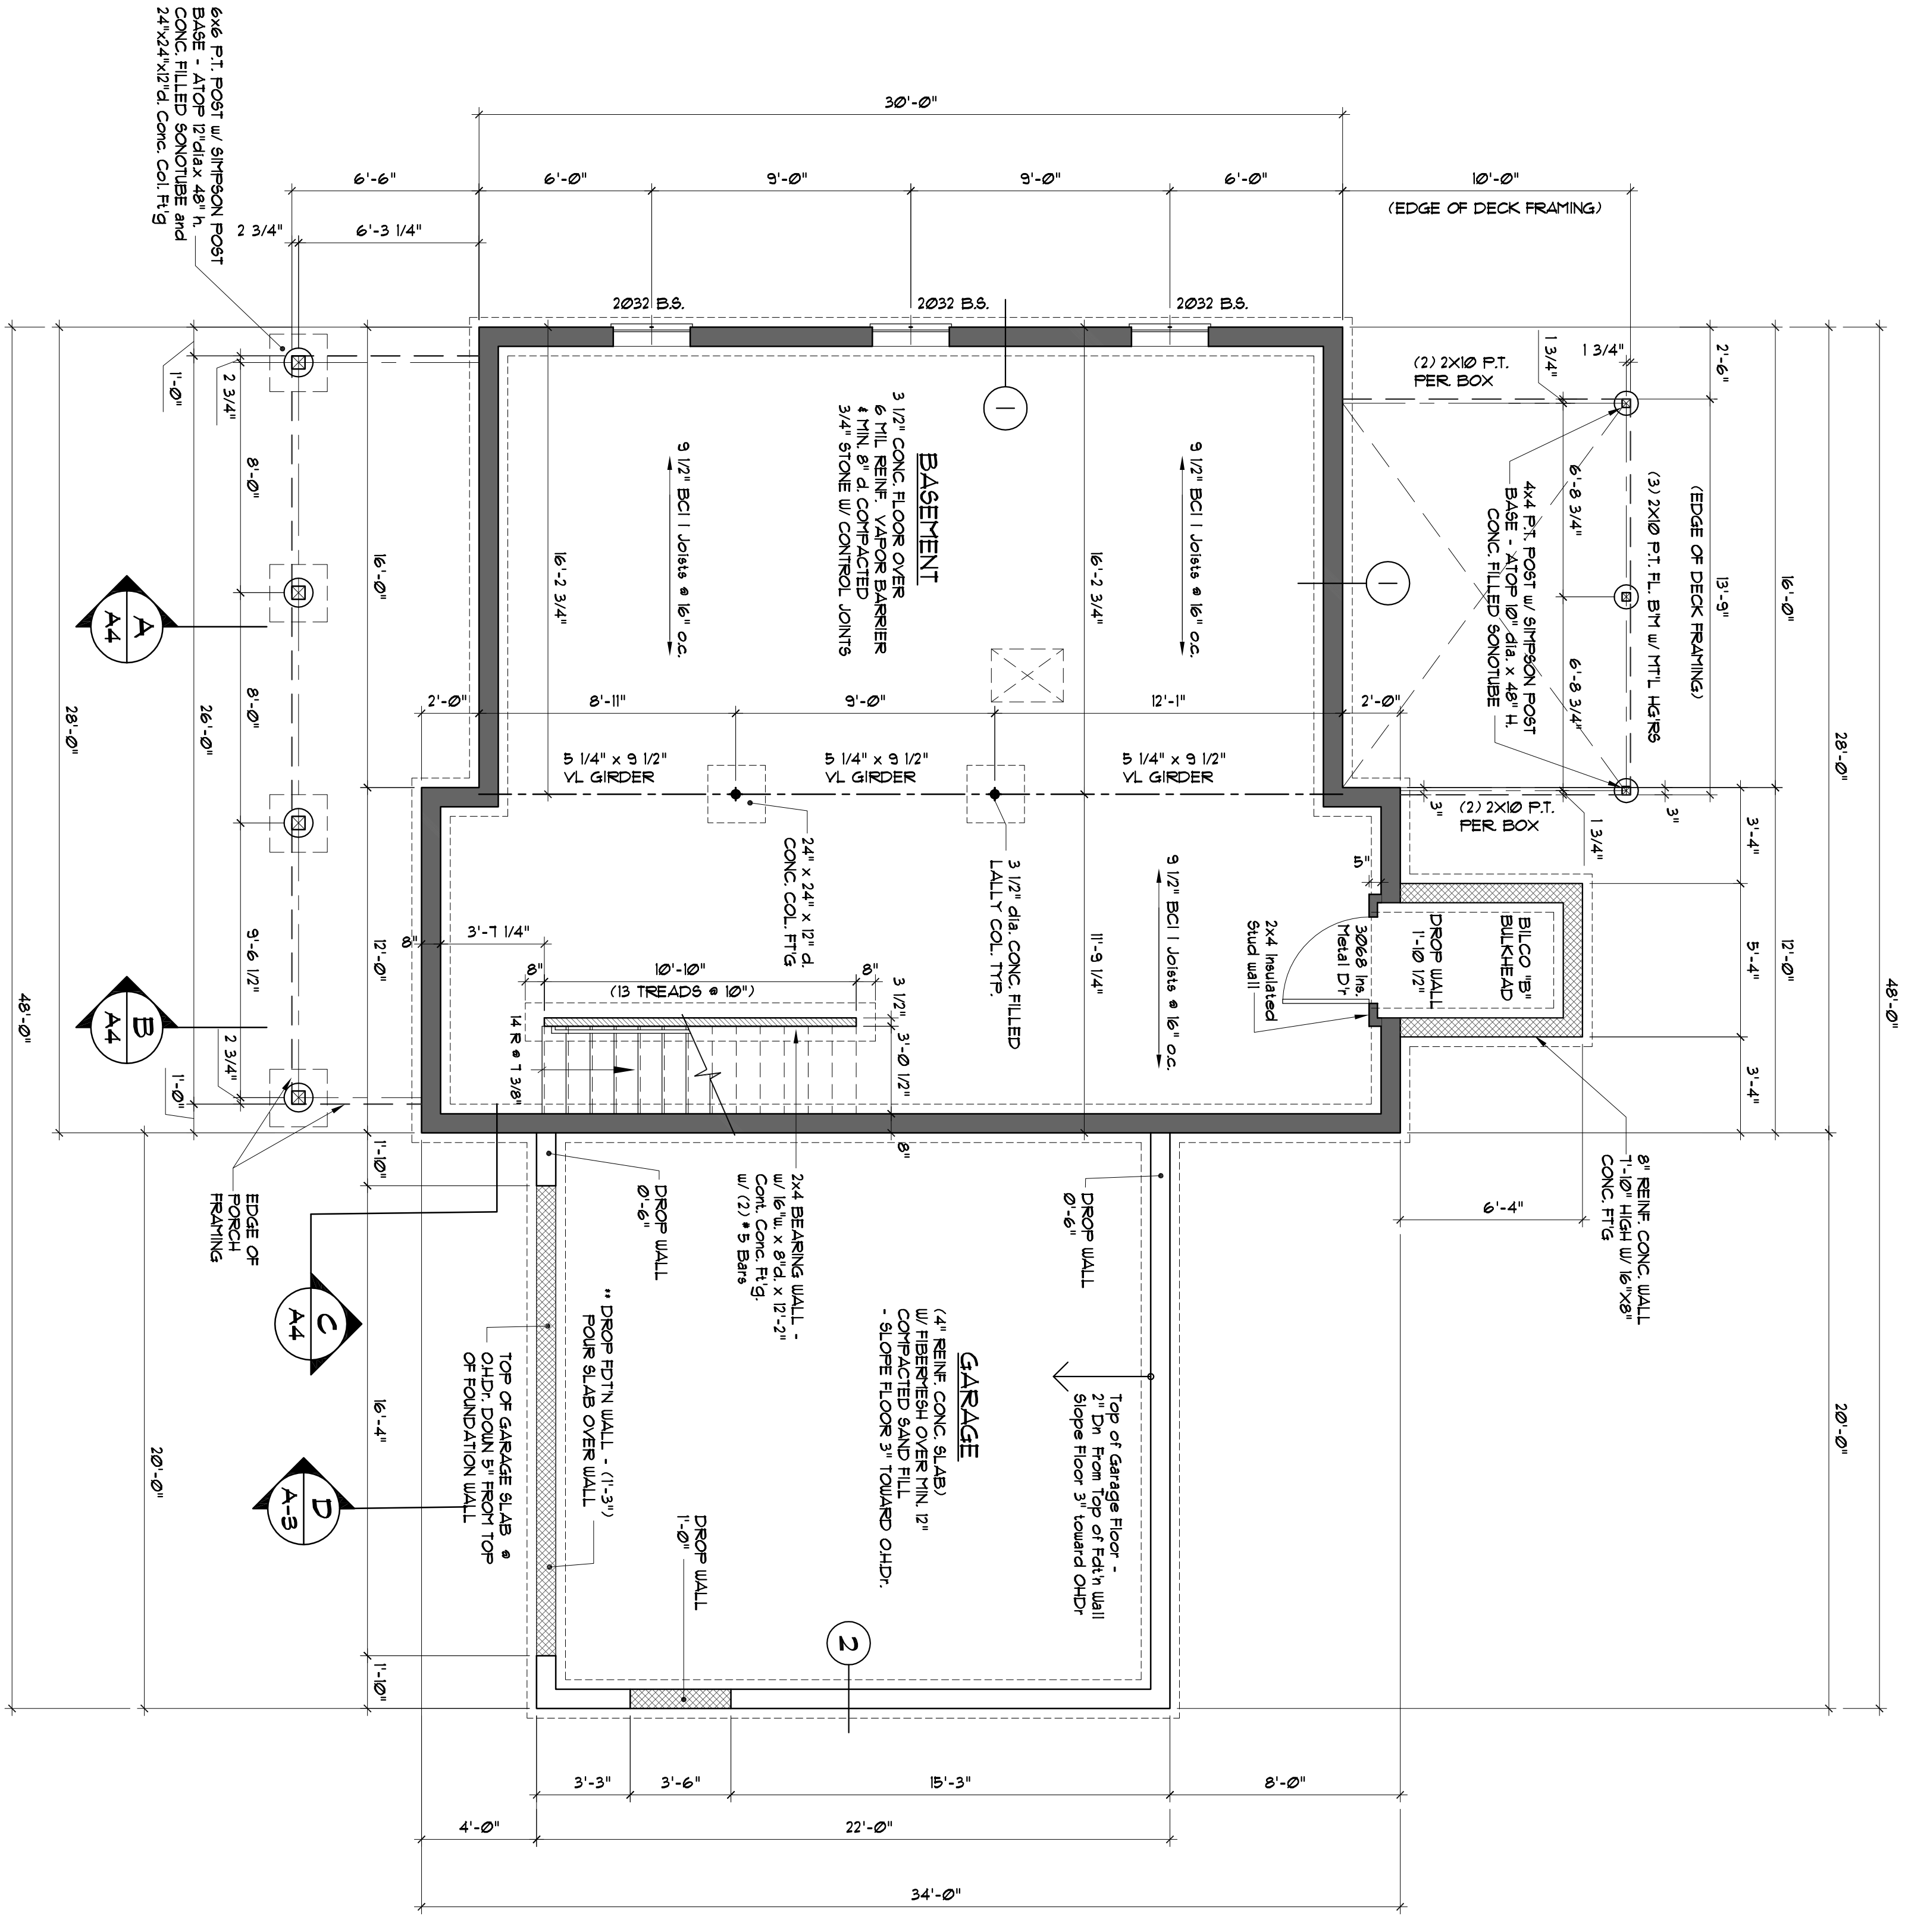 6x6 P.T. POST w/ SIMPSON POST
BASE - ATOP 12"dia.x 48" h.
CONC. FILLED SONOTUBE and
24"x24"x12"d. Conc. Col. Ft'g
30'-0"
6'-6"
6'-0"
9'-0"
9'-0"
6'-0"
10'-0"
(EDGE OF DECK FRAMING)
2 3/4"
6'-3 1/4"
2032 B.S.
2032 B.S.
2032 B.S.
1'-0"
2 3/4"
8'-0"
8'-0"
9'-6 1/2"
2 3/4"
1'-0"
16'-0"
12'-0"
26'-0"
28'-0"
48'-0"
A
A4
B
A4
EDGE OF
PORCH
FRAMING
C
A4
D
A-3
1'-10"
16'-4"
1'-10"
20'-0"
BASEMENT
3 1/2" CONC. FLOOR OVER
6 MIL REINF. VAPOR BARRIER
& MIN. 8" d. COMPACTED
3/4" STONE W/ CONTROL JOINTS
9 1/2" BCI I Joists @ 16" o.c.
9 1/2" BCI I Joists @ 16" o.c.
16'-2 3/4"
16'-2 3/4"
1
1
2'-0"
8'-11"
9'-0"
12'-1"
2'-0"
5 1/4" x 9 1/2"
VL GIRDER
5 1/4" x 9 1/2"
VL GIRDER
5 1/4" x 9 1/2"
VL GIRDER
24" x 24" x 12" d.
CONC. COL. FT'G
3 1/2" dia. CONC. FILLED
LALLY COL. TYP.
9 1/2" BCI I Joists @ 16" o.c.
11'-9 1/4"
8"
3'-7 1/4"
8"
10'-10"
(13 TREADS @ 10")
8"
3 1/2"
3'-0 1/2"
8"
14 R @ 7 3/8"
2x4 Insulated
Stud wall
3068 Ins.
Metal D'r
5"
BILCO "B"
BULKHEAD
DROP WALL
1'-10 1/2"
(2) 2X10 P.T.
PER. BOX
1 3/4"
1 3/4"
2'-6"
(3) 2X10 P.T. FL. B'M w/ MT'L HG'RS
(EDGE OF DECK FRAMING)
13'-9"
6'-8 3/4"
6'-8 3/4"
4x4 P.T. POST w/ SIMPSON POST
BASE - ATOP 10" dia. x 48" H.
CONC. FILLED SONOTUBE
(2) 2X10 P.T.
PER. BOX
3"
3"
1 3/4"
16'-0"
12'-0"
3'-4"
5'-4"
3'-4"
28'-0"
20'-0"
48'-0"
6'-4"
8" REINF. CONC. WALL
7'-10" HIGH W/ 16"X8"
CONC. FT'G
DROP WALL
0'-6"
2x4 BEARING WALL -
w/ 16"w. x 8"d. x 12'-2"
Cont. Conc. Ft'g.
w/ (2) # 5 Bars
DROP WALL
0'-6"
** DROP FDT'N WALL - (1'-3")
POUR SLAB OVER WALL
TOP OF GARAGE SLAB @
O.H.Dr. DOWN 5" FROM TOP
OF FOUNDATION WALL
GARAGE
(4" REINF. CONC. SLAB)
W/ FIBERMESH OVER MIN. 12"
COMPACTED SAND FILL
- SLOPE FLOOR 3" TOWARD O.H.Dr.
Top of Garage Floor -
2" Dn From Top of Fdt'n Wall
Slope Floor 3" toward OHDr
DROP WALL
1'-0"
2
3'-3"
3'-6"
15'-3"
8'-0"
4'-0"
22'-0"
34'-0"